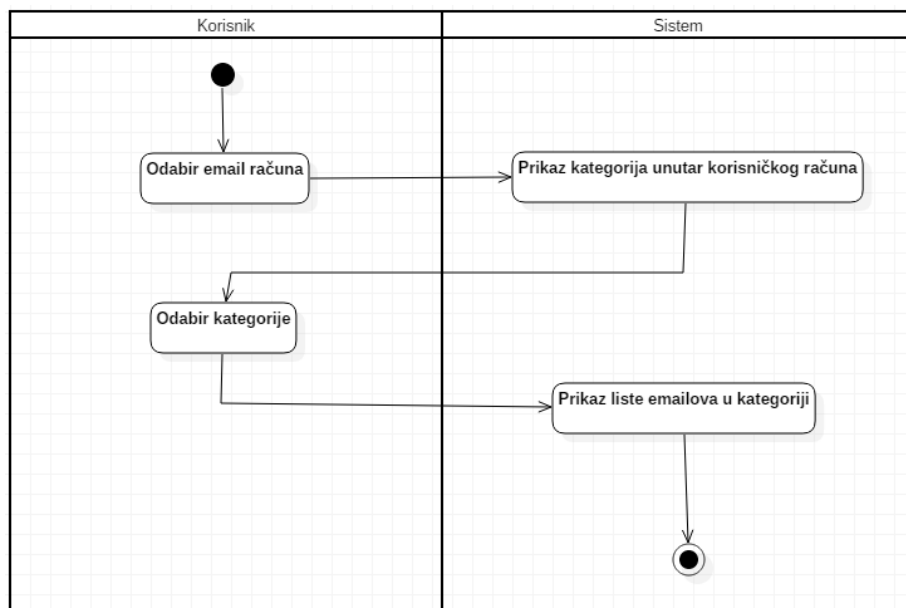 Korisnik
Sistem
Odabir email računa
Prikaz kategorija unutar korisničkog računa
Odabir kategorije
Prikaz liste emailova u kategoriji